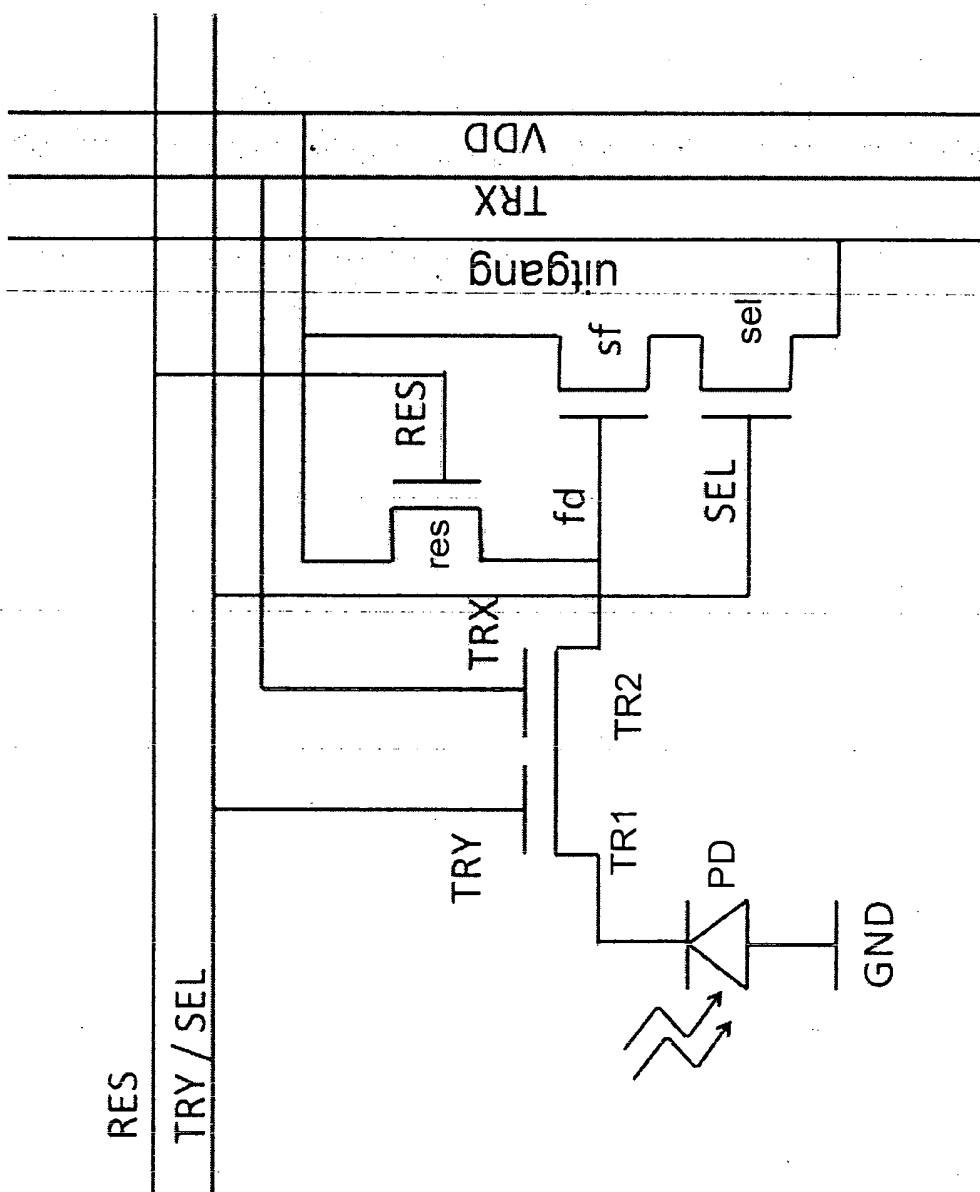 VDD
TRX
uitgang
sf
sel
RES
res
fd
SEL
TRX
TR2
TRY
TR1
PD
GND
TRY / SEL
RES